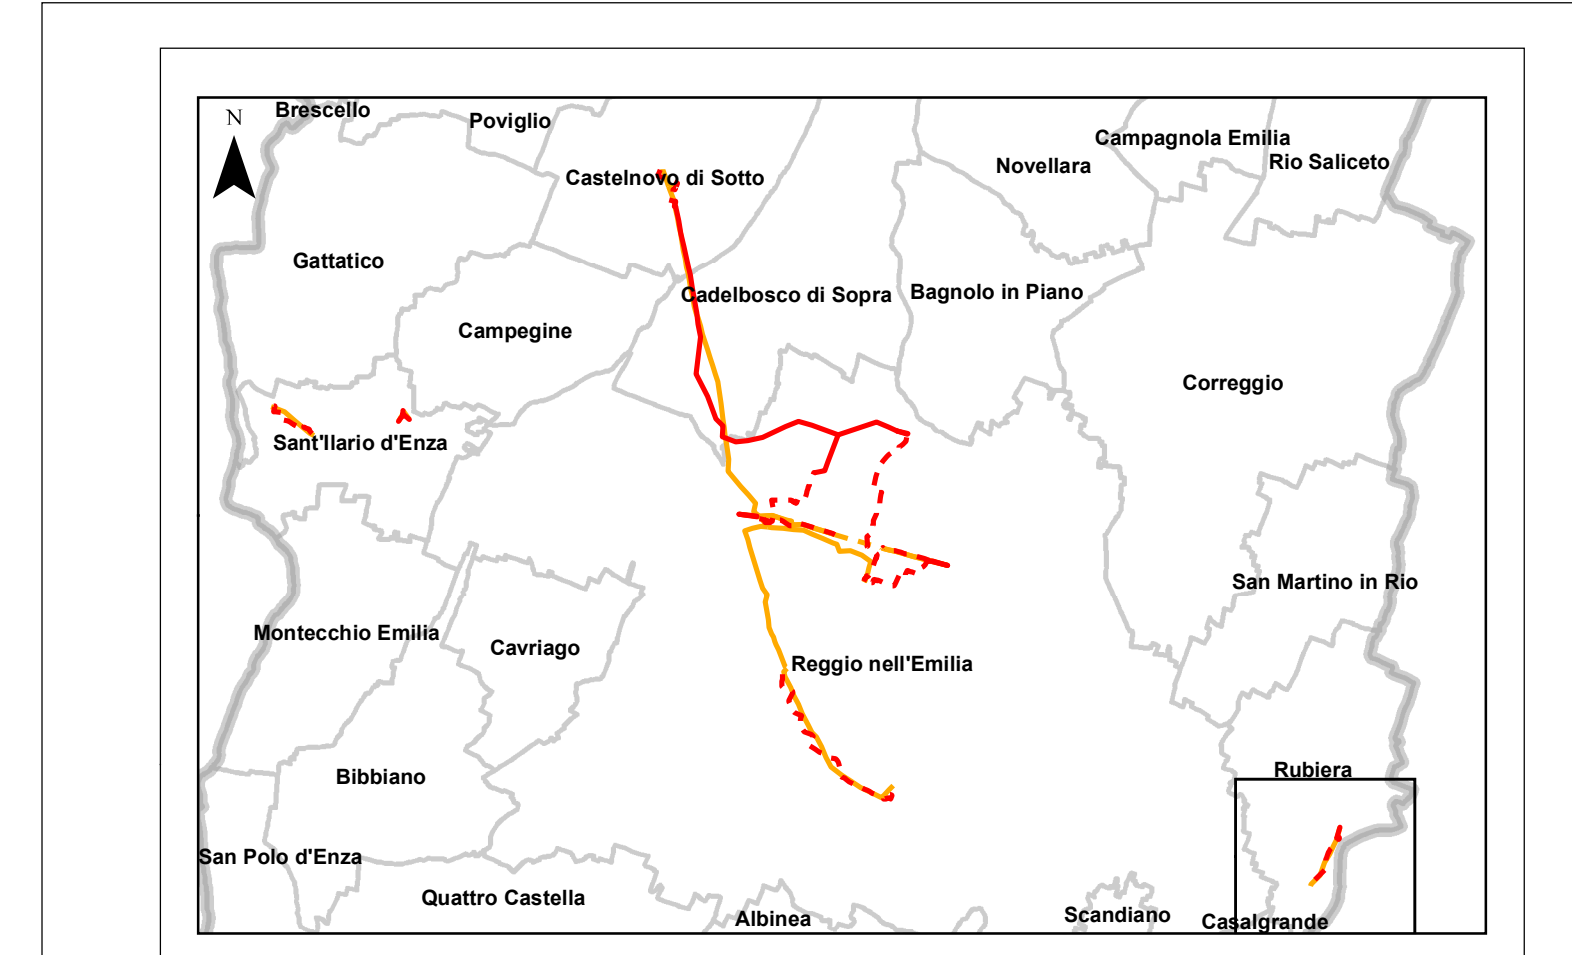 Brescello
N
Poviglio
Campagnola Emilia
Novellara
Rio Saliceto
Castelnovo di Sotto
Gattatico
Cadelbosco di Sopra
Bagnolo in Piano
Campegine
Correggio
Sant'Ilario d'Enza
San Martino in Rio
Montecchio Emilia
Cavriago
Reggio nell'Emilia
Bibbiano
Rubiera
San Polo d'Enza
Quattro Castella
Albinea
Scandiano
Casalgrande